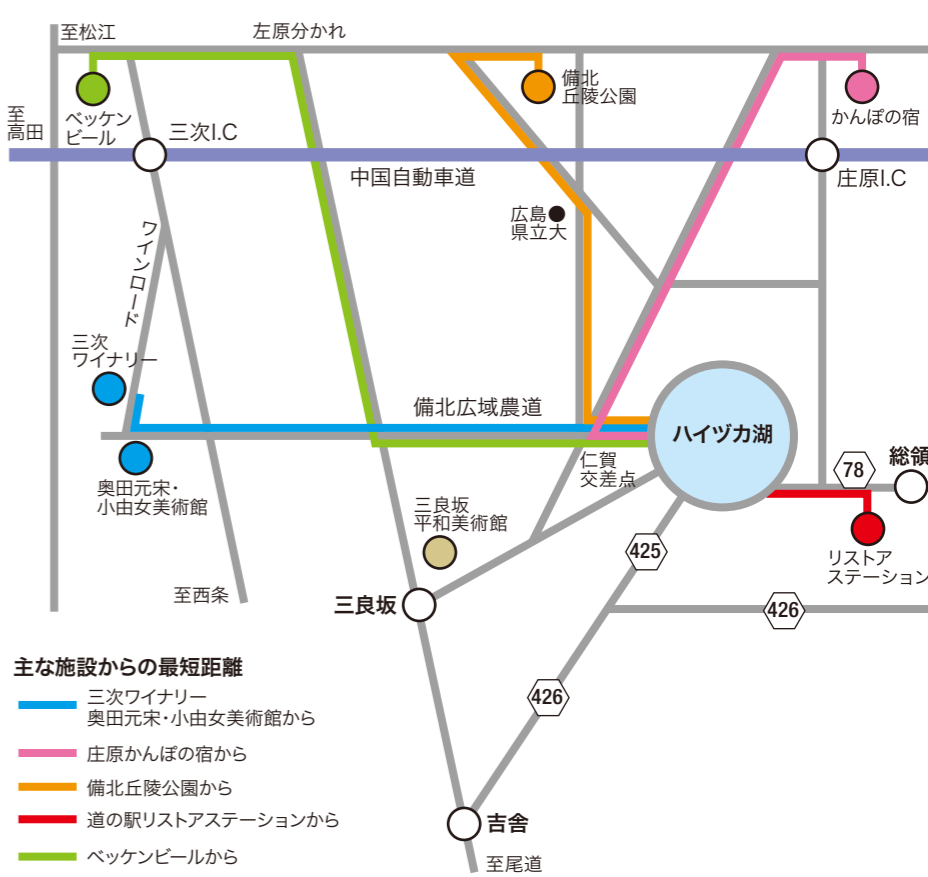 至松江
左原分かれ
至
高田
ベッケン
ビール
三次I.C
備北
丘陵公園
かんぽの宿
中国自動車道
庄原I.C
広島
県立大
ワインロード
三次
ワイナリー
備北広域農道
ハイヅカ湖
奥田元宋・
小由女美術館
仁賀
交差点
78
総領
三良坂
平和美術館
425
リストア
ステーション
至西条
三良坂
426
426
吉舎
至尾道
主な施設からの最短距離
三次ワイナリー
奥田元宋・小由女美術館から
庄原かんぽの宿から
備北丘陵公園から
道の駅リストアステーションから
ベッケンビールから